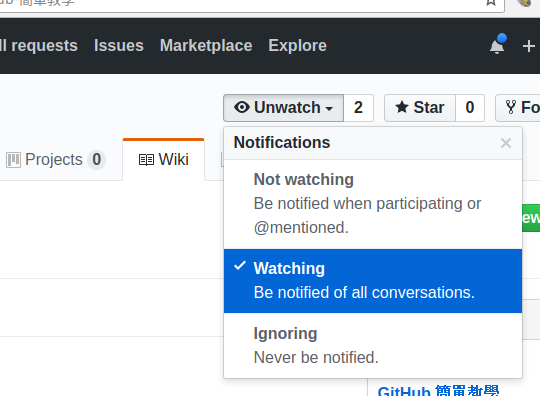 ub 簡單教學
ll requests Issues Marketplace Explore
Unwatch 2 Star 0 Fo
Projects 0 Wiki
Notifications
Not watching
Be notified when participating or
@mentioned.
ew
Watching
Be notified of all conversations.
Ignoring
Never be notified.
GitHub 簡單教學